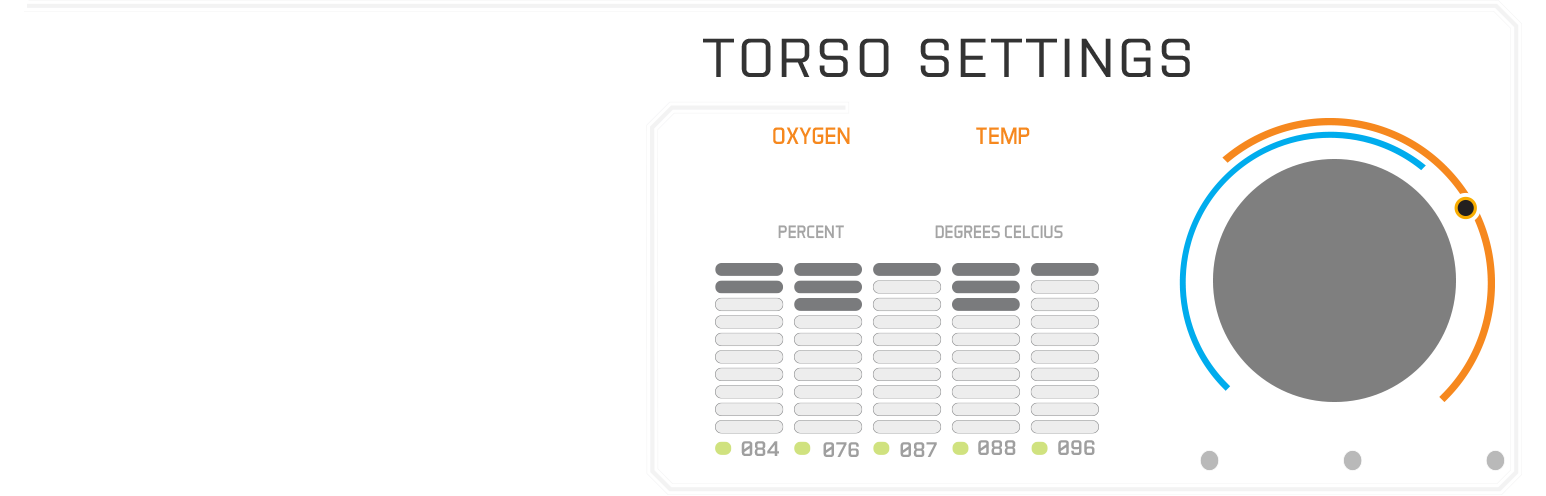 TORSO SETTINGS
OXYGEN TEMP
PERCENT DEGREES CELCIUS
084 076 087 088 096